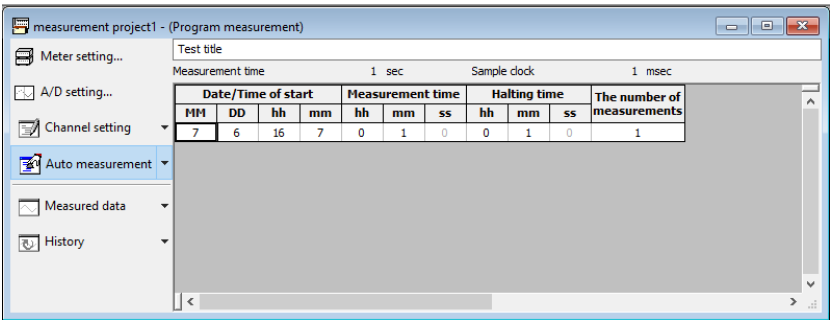 measurement project1 - (Program measurement)
Meter setting...
A/D setting...
Channel setting
Auto measurement
Measured data
History
Test title
Measurement time 1 sec Sample clock 1 msec
Date/Time of start Measurement time Halting time The number of measurements
MM DD hh mm hh mm ss hh mm ss
7 6 16 7 0 1 0 0 1 0 1